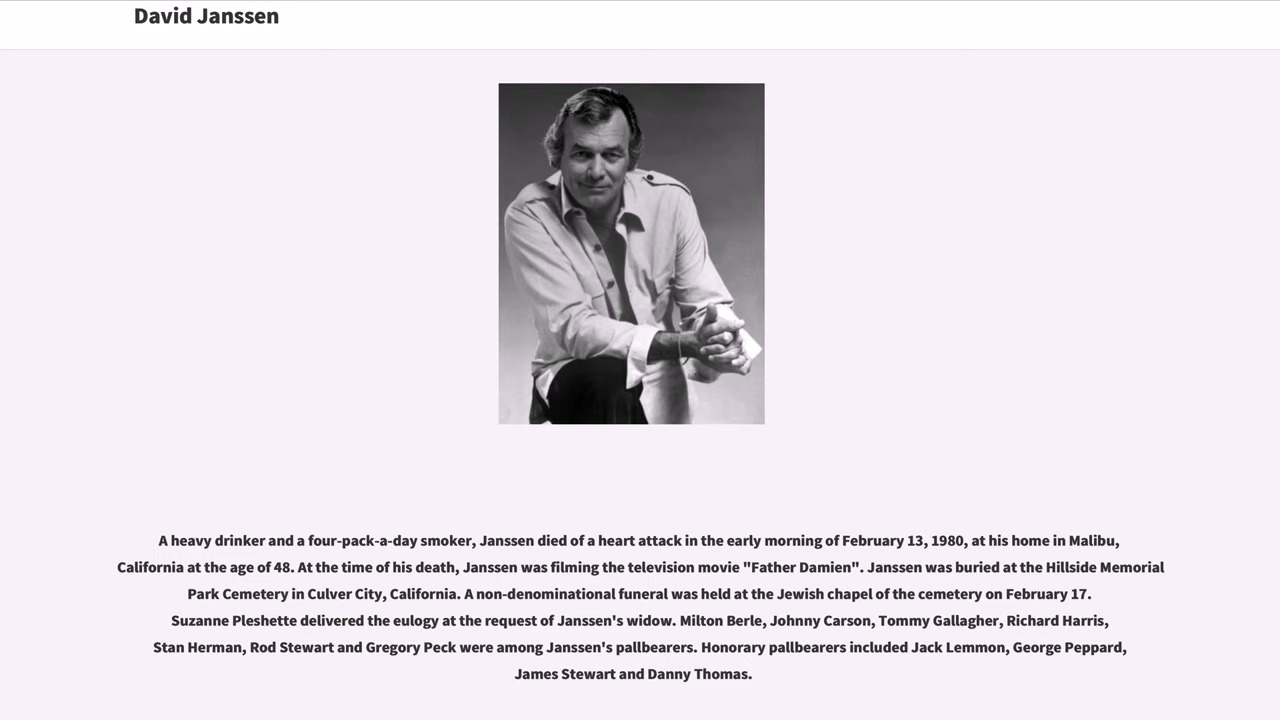 David Janssen
A heavy drinker and a four-pack-a-day smoker, Janssen died of a heart attack in the early morning of February 13, 1980, at his home in Malibu,
California at the age of 48. At the time of his death, Janssen was filming the television movie "Father Damien". Janssen was buried at the Hillside Memorial
Park Cemetery in Culver City, California. A non-denominational funeral was held at the Jewish chapel of the cemetery on February 17.
Suzanne Pleshette delivered the eulogy at the request of Janssen's widow. Milton Berle, Johnny Carson, Tommy Gallagher, Richard Harris,
Stan Herman, Rod Stewart and Gregory Peck were among Janssen's pallbearers. Honorary pallbearers included Jack Lemmon, George Peppard,
James Stewart and Danny Thomas.